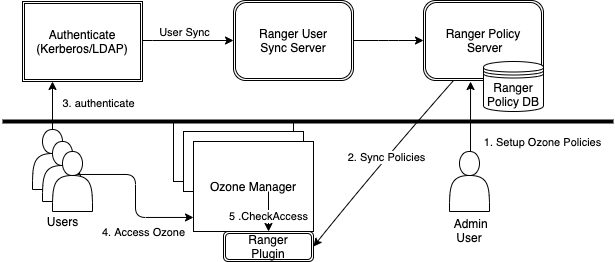 Authenticate
(Kerberos/LDAP)
User Sync
Ranger User
Sync Server
Ranger Policy
Server
Ranger
Policy DB
3. authenticate
1. Setup Ozone Policies
2. Sync Policies
Ozone Manager
5 .CheckAccess
Users
4. Access Ozone
Ranger
Plugin
Admin
User